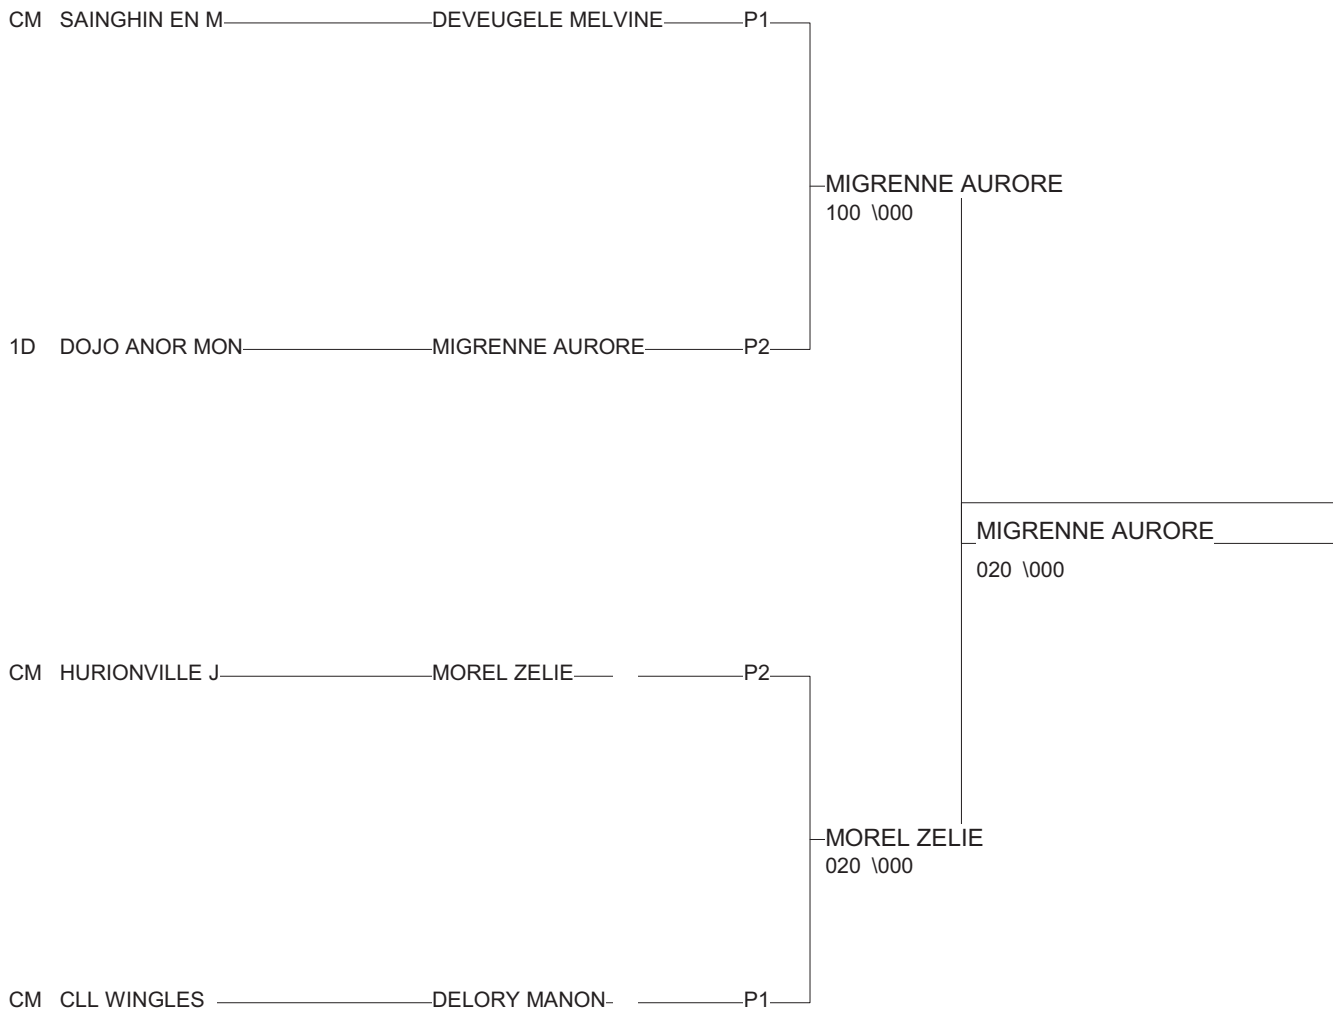 CM SAINGHIN EN M DEVEUGELE MELVINE P1
MIGRENNE AURORE
100 \000
1D DOJO ANOR MON MIGRENNE AURORE P2
MIGRENNE AURORE
020 \000
CM HURIONVILLE J MOREL ZELIE P2
MOREL ZELIE
020 \000
CM CLL WINGLES DELORY MANON P1